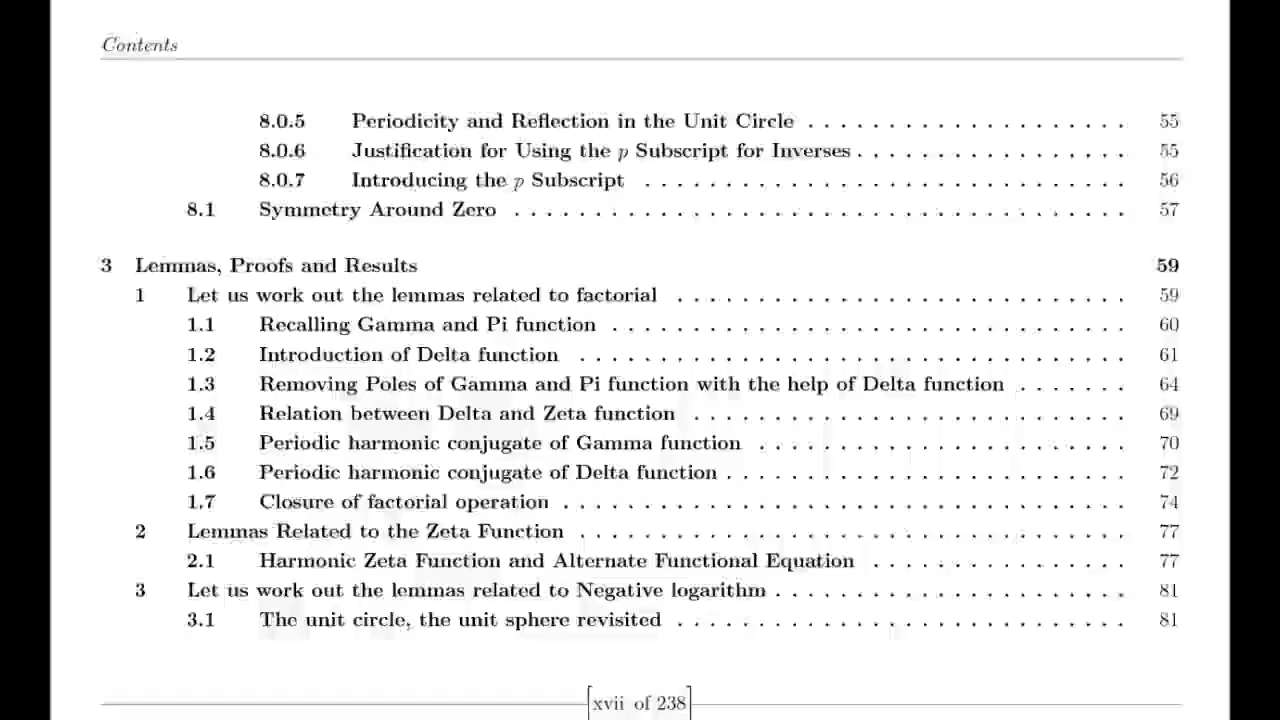 Contents
8.0.5 Periodicity and Reflection in the Unit Circle . . . . . . . . . . . . . . . . . . . . 55
8.0.6 Justification for Using the p Subscript for Inverses . . . . . . . . . . . . . . . . . 55
8.0.7 Introducing the p Subscript . . . . . . . . . . . . . . . . . . . . . . . . . . . . . . 56
8.1 Symmetry Around Zero . . . . . . . . . . . . . . . . . . . . . . . . . . . . . . . . . . . . . . 57
3 Lemmas, Proofs and Results 59
1 Let us work out the lemmas related to factorial . . . . . . . . . . . . . . . . . . . . . . . . . . . . 59
1.1 Recalling Gamma and Pi function . . . . . . . . . . . . . . . . . . . . . . . . . . . . . . . . 60
1.2 Introduction of Delta function . . . . . . . . . . . . . . . . . . . . . . . . . . . . . . . . . . 61
1.3 Removing Poles of Gamma and Pi function with the help of Delta function . . . . . . . 64
1.4 Relation between Delta and Zeta function . . . . . . . . . . . . . . . . . . . . . . . . . . . 69
1.5 Periodic harmonic conjugate of Gamma function . . . . . . . . . . . . . . . . . . . . . . . 70
1.6 Periodic harmonic conjugate of Delta function . . . . . . . . . . . . . . . . . . . . . . . . . 72
1.7 Closure of factorial operation . . . . . . . . . . . . . . . . . . . . . . . . . . . . . . . . . . . 74
2 Lemmas Related to the Zeta Function . . . . . . . . . . . . . . . . . . . . . . . . . . . . . . . . . . 77
2.1 Harmonic Zeta Function and Alternate Functional Equation . . . . . . . . . . . . . . . . 77
3 Let us work out the lemmas related to Negative logarithm . . . . . . . . . . . . . . . . . . . . . . 81
3.1 The unit circle, the unit sphere revisited . . . . . . . . . . . . . . . . . . . . . . . . . . . . 81
[xvii of 238]